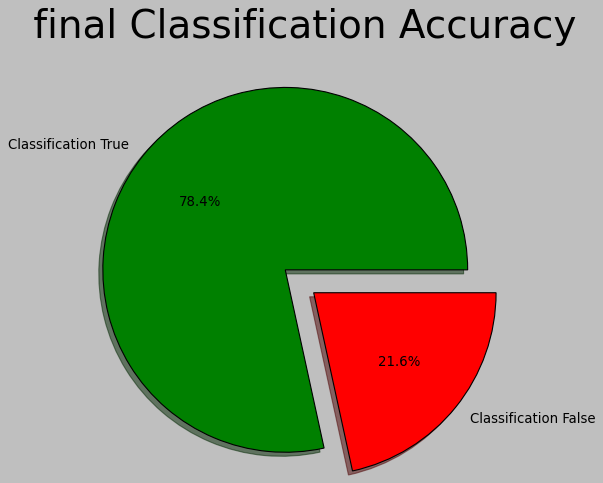 final Classification Accuracy
Classification True
78.4%
21.6%
Classification False